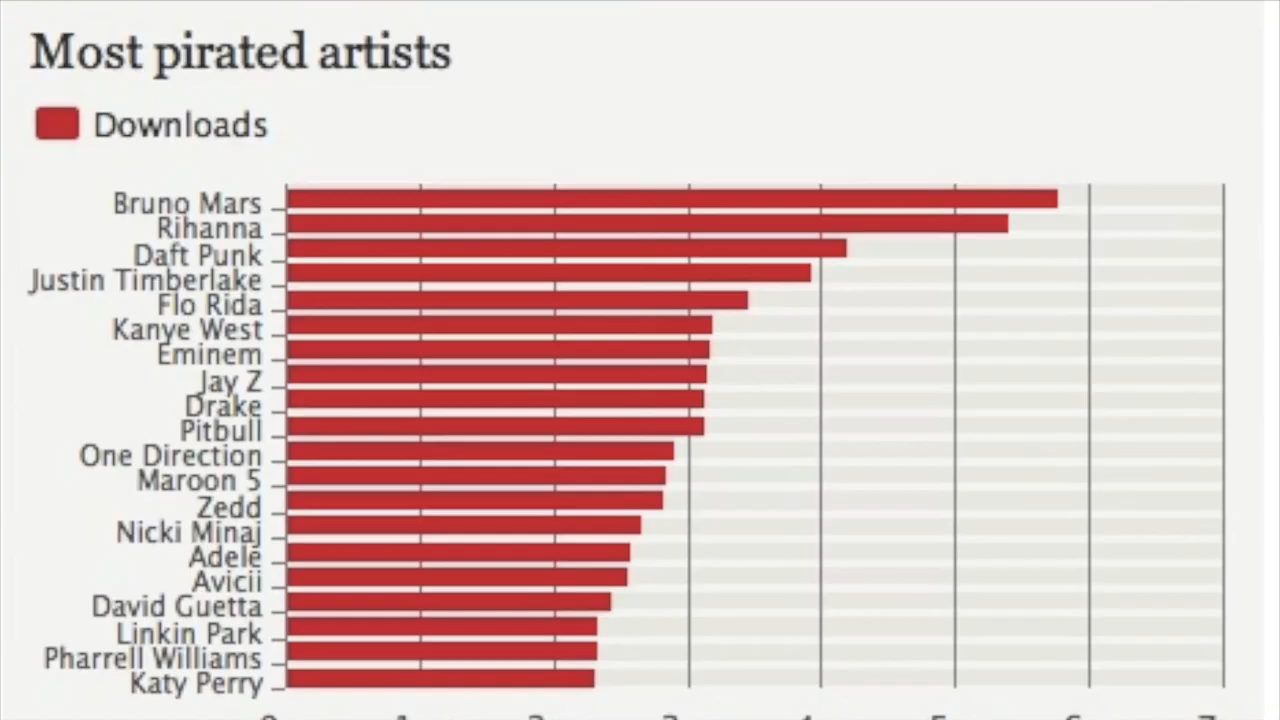 Most pirated artists
Downloads
Bruno Mars
Rihanna
Daft Punk
Justin Timberlake
Flo Rida
Kanye West
Eminem
Jay Z
Drake
Pitbull
One Direction
Maroon 5
Zedd
Nicki Minaj
Adele
Avicii
David Guetta
Linkin Park
Pharrell Williams
Katy Perry